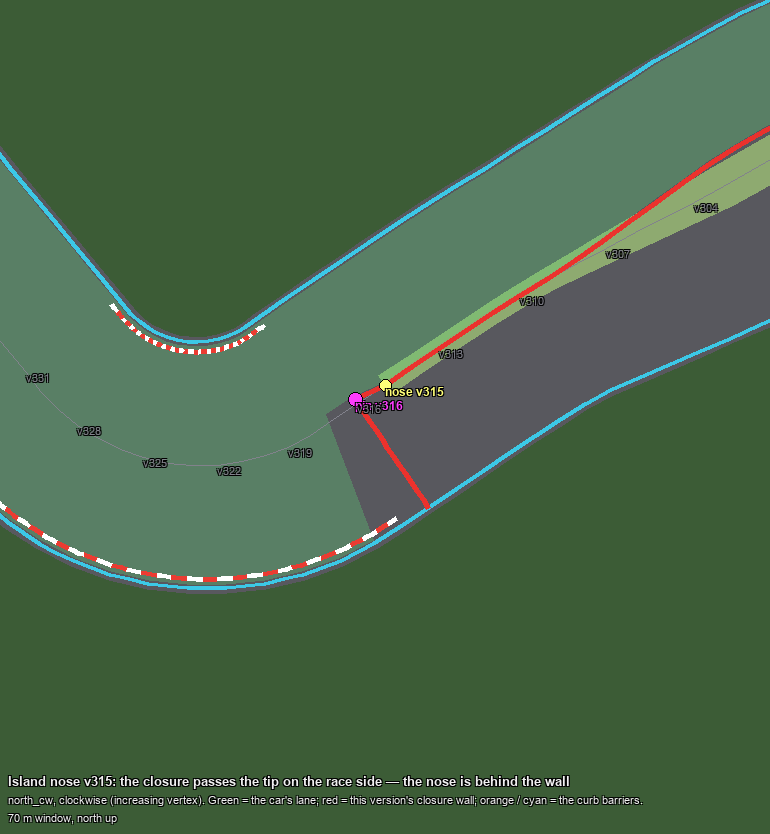 v304
v307
v310
v313
nose v315
316
v316
v319
v322
v325
v328
v331
Island nose v315: the closure passes the tip on the race side — the nose is behind the wall
north_cw, clockwise (increasing vertex). Green = the car's lane; red = this version's closure wall; orange / cyan = the curb barriers.
70 m window, north up